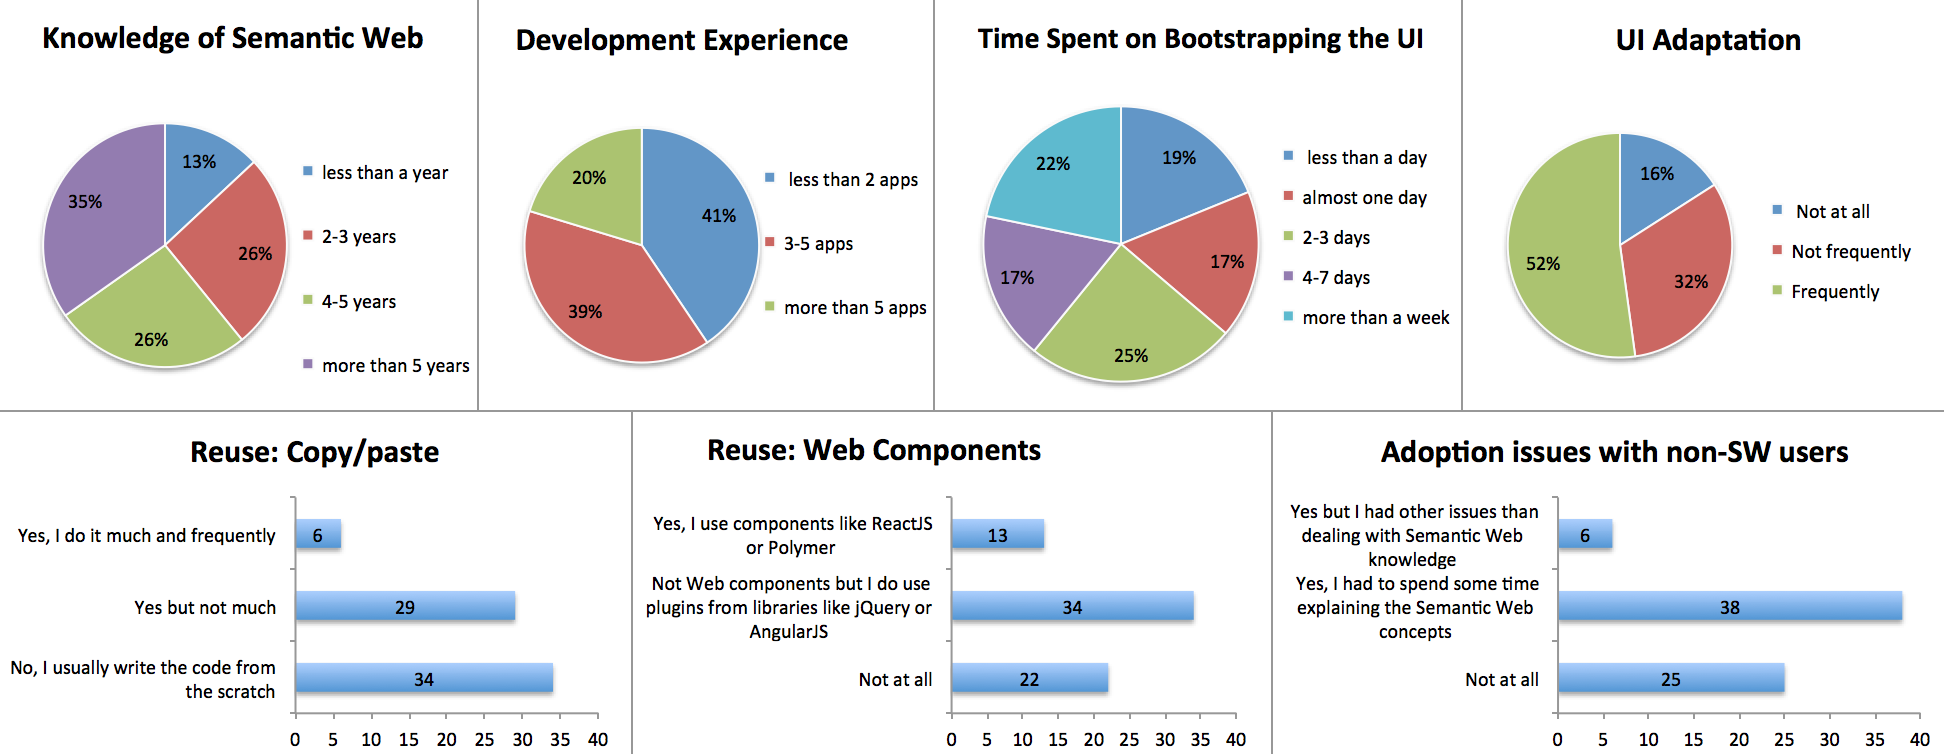 Knowledge of Semantic Web
13%
26%
26%
35%
less than a year
2-3 years
4-5 years
more than 5 years
Development Experience
41%
39%
20%
less than 2 apps
3-5 apps
more than 5 apps
Time Spent on Bootstrapping the UI
19%
17%
25%
17%
22%
less than a day
almost one day
2-3 days
4-7 days
more than a week
UI Adaptation
16%
32%
52%
Not at all
Not frequently
Frequently
Reuse: Copy/paste
Yes, I do it much and frequently
6
Yes but not much
29
No, I usually write the code from
the scratch
34
0 5 10 15 20 25 30 35 40
Reuse: Web Components
Yes, I use components like ReactJS
or Polymer
13
Not Web components but I do use
plugins from libraries like jQuery or
AngularJS
34
Not at all
22
0 5 10 15 20 25 30 35 40
Adoption issues with non-SW users
Yes but I had other issues than
dealing with Semantic Web
knowledge
6
Yes, I had to spend some time
explaining the Semantic Web
concepts
38
Not at all
25
0 5 10 15 20 25 30 35 40